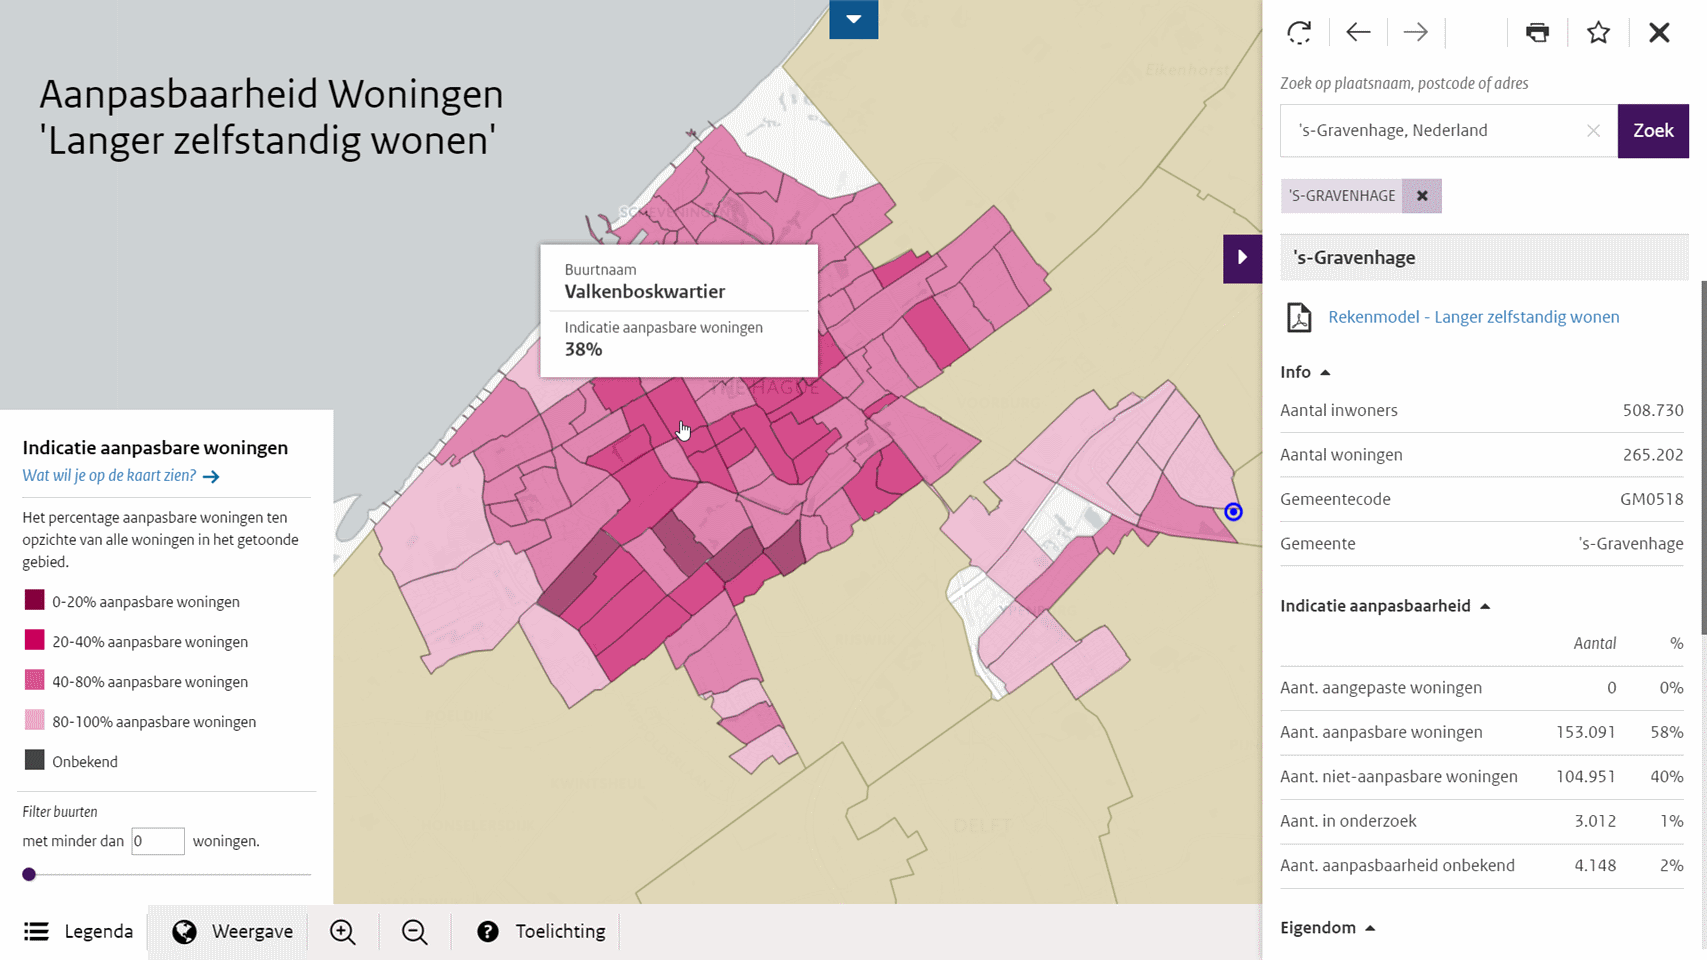 Aanpasbaarheid Woningen
'Langer zelfstandig wonen'
Eikenhorst
SCHEVENINGEN
Buurtnaam
Valkenboskwartier
Indicatie aanpasbare woningen
38%
THE HAGUE
DELFT
Indicatie aanpasbare woningen
Wat wil je op de kaart zien?
Het percentage aanpasbare woningen ten
opzichte van alle woningen in het getoonde
gebied.
0-20% aanpasbare woningen
20-40% aanpasbare woningen
40-80% aanpasbare woningen
80-100% aanpasbare woningen
Onbekend
Filter buurten
met minder dan 0 woningen.
Legenda
Weergave
Toelichting
Zoek op plaatsnaam, postcode of adres
's-Gravenhage, Nederland
Zoek
'S-GRAVENHAGE
's-Gravenhage
Rekenmodel - Langer zelfstandig wonen
Info
Aantal inwoners 508.730
Aantal woningen 265.202
Gemeentecode GM0518
Gemeente 's-Gravenhage
Indicatie aanpasbaarheid
Aantal %
Aant. aangepaste woningen 0 0%
Aant. aanpasbare woningen 153.091 58%
Aant. niet-aanpasbare woningen 104.951 40%
Aant. in onderzoek 3.012 1%
Aant. aanpasbaarheid onbekend 4.148 2%
Eigendom